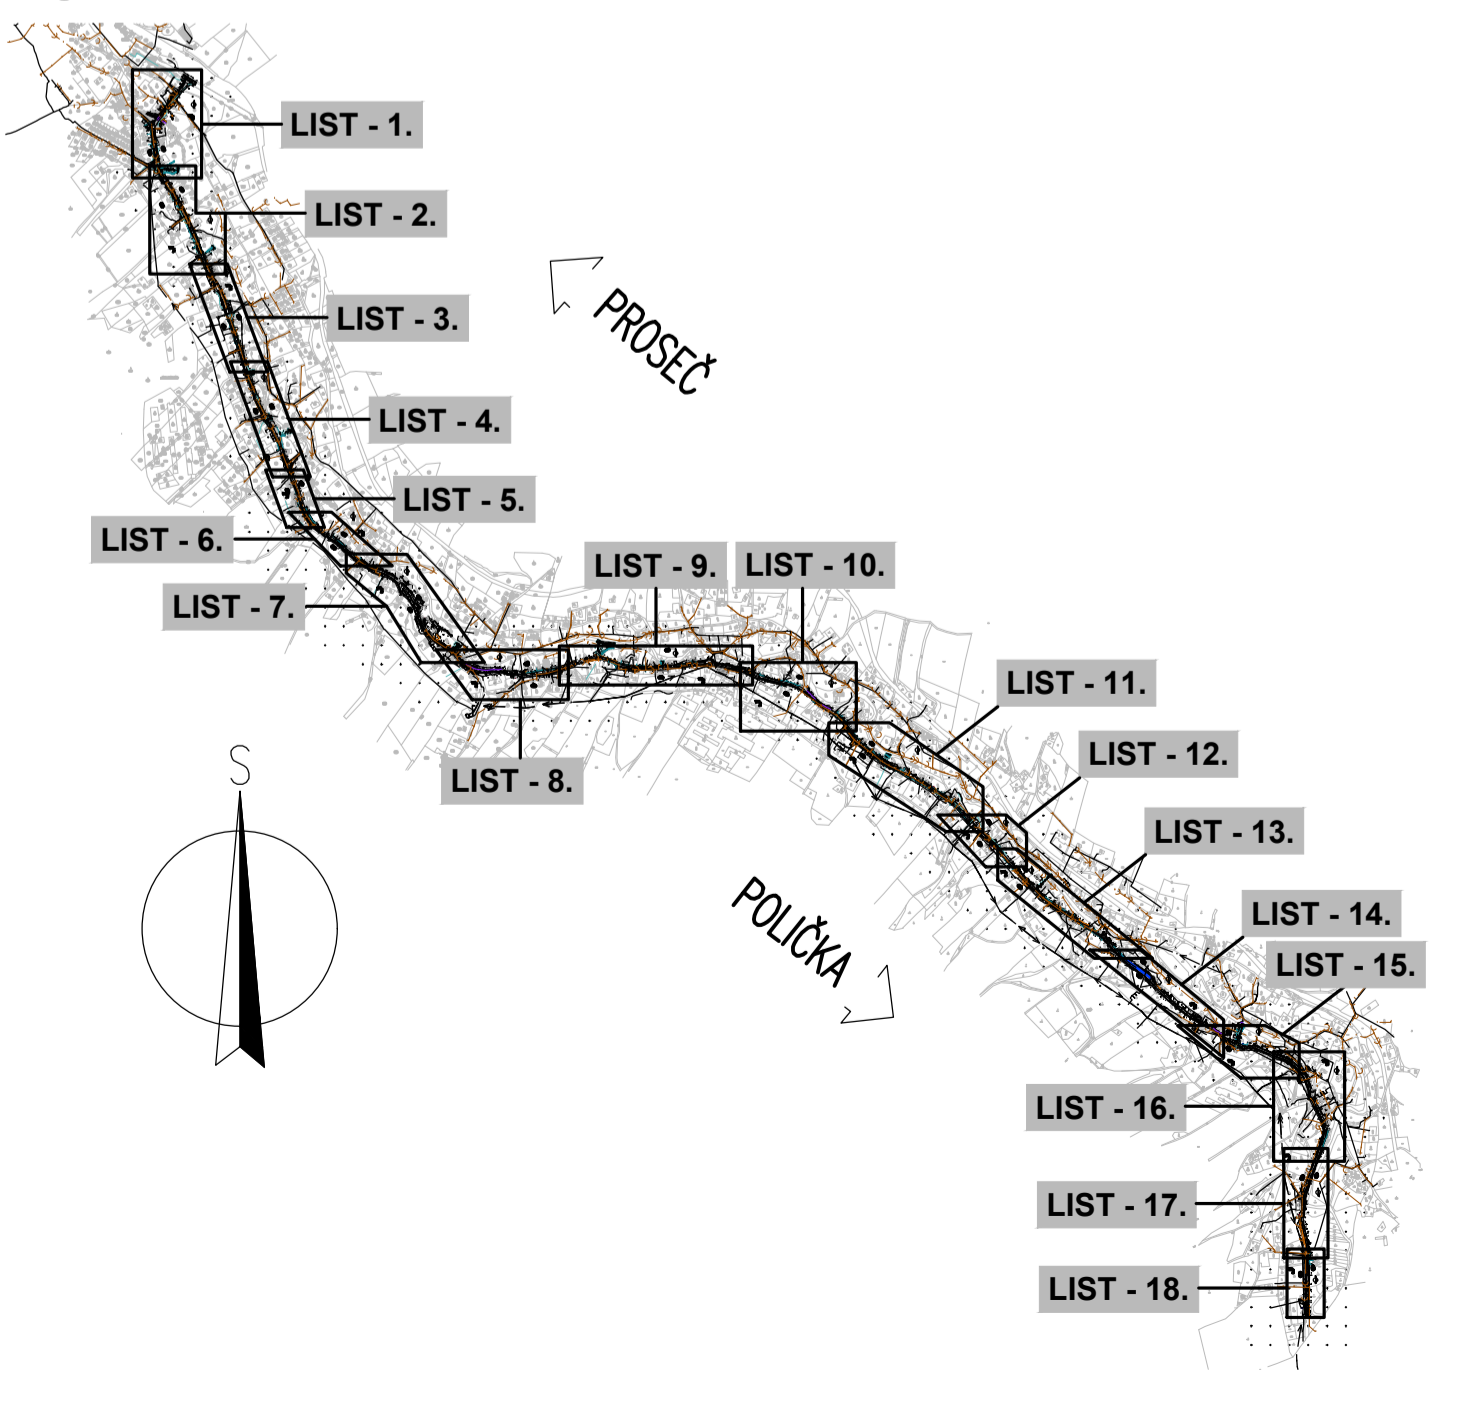 LIST - 1.
LIST - 2.
LIST - 3.
LIST - 4.
LIST - 5.
LIST - 6.
LIST - 7.
LIST - 8.
LIST - 9.
LIST - 10.
LIST - 11.
LIST - 12.
LIST - 13.
LIST - 14.
LIST - 15.
LIST - 16.
LIST - 17.
LIST - 18.
PROSEČ
POLIČKA
S